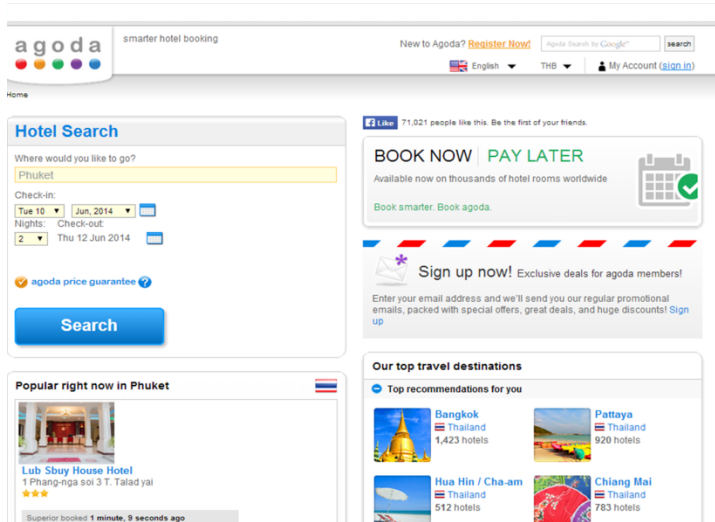 agoda
smarter hotel booking
New to Agoda? Register Now!
Agoda Search by Google™
search
English
THB
My Account (sign in)
Home
Hotel Search
Where would you like to go?
Phuket
Check-in:
Tue 10
Jun, 2014
Nights: Check-out:
2
Thu 12 Jun 2014
agoda price guarantee ?
Search
Popular right now in Phuket
Lub Sbuy House Hotel
1 Phang-nga soi 3 T. Talad yai
Superior booked 1 minute, 9 seconds ago
Like 71,021 people like this. Be the first of your friends.
BOOK NOW PAY LATER
Available now on thousands of hotel rooms worldwide
Book smarter. Book agoda.
Sign up now! Exclusive deals for agoda members!
Enter your email address and we'll send you our regular promotional
emails, packed with special offers, great deals, and huge discounts! Sign
up
Our top travel destinations
Top recommendations for you
Bangkok
Thailand
1,423 hotels
Pattaya
Thailand
920 hotels
Hua Hin / Cha-am
Thailand
512 hotels
Chiang Mai
Thailand
783 hotels